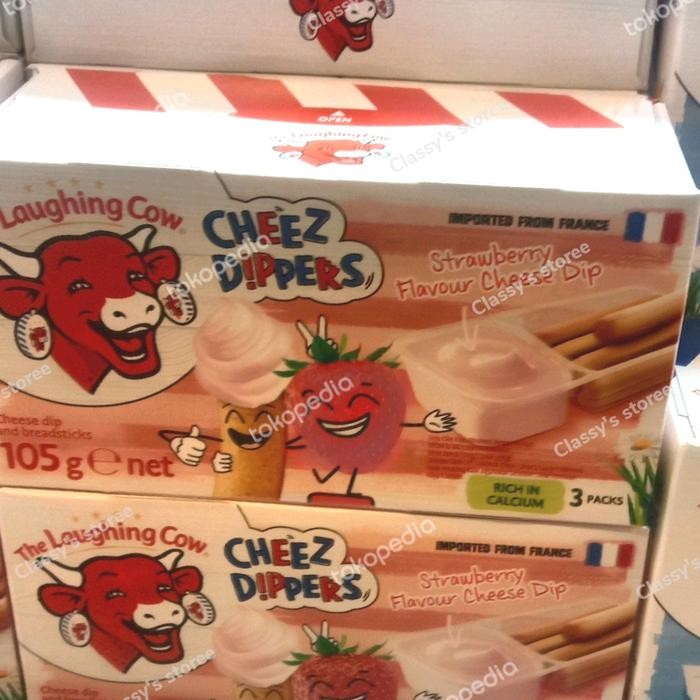 OPEN
The Laughing Cow
Laughing Cow
CHEEZ
DIPPERS
IMPORTED FROM FRANCE
Strawberry
Flavour Cheese Dip
Cheese dip
and breadsticks
105g e net
RICH IN
CALCIUM
3 PACKS
The Laughing Cow
CHEEZ
DIPPERS
IMPORTED FROM FRANCE
Strawberry
Flavour Cheese Dip
Cheese dip
tokopedia
Classy's storee